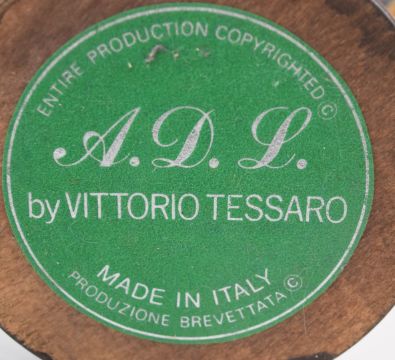 ENTIRE PRODUCTION COPYRIGHTED ©
A. D. L.
by VITTORIO TESSARO
MADE IN ITALY
PRODUZIONE BREVETTATA ©